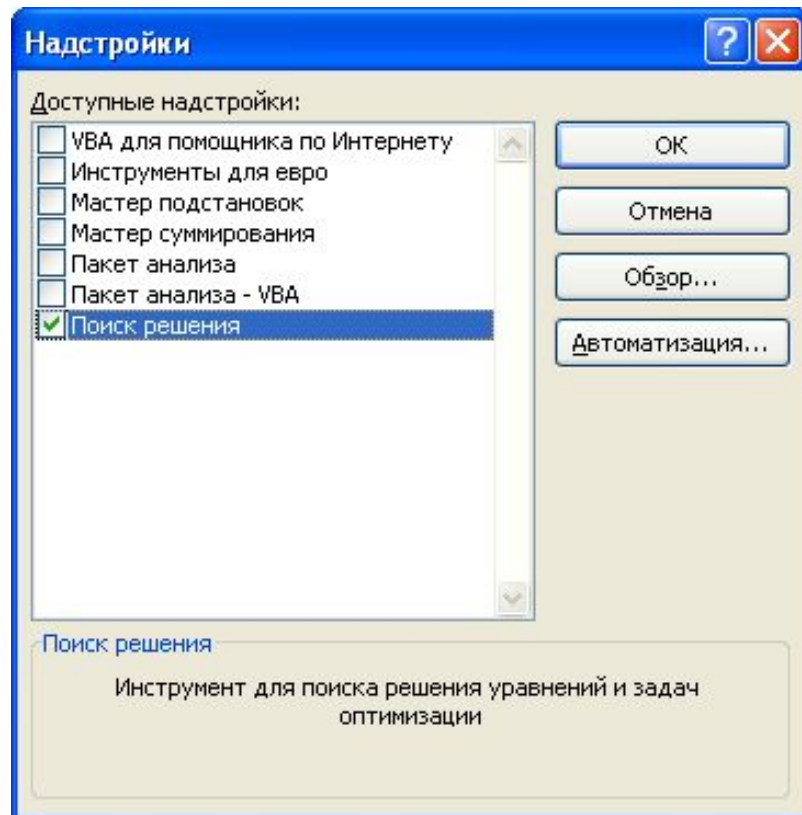 Надстройки
Доступные надстройки:
VBA для помощника по Интернету
Инструменты для евро
Мастер подстановок
Мастер суммирования
Пакет анализа
Пакет анализа - VBA
Поиск решения
ОК
Отмена
Обзор...
Автоматизация...
Поиск решения
Инструмент для поиска решения уравнений и задач
оптимизации